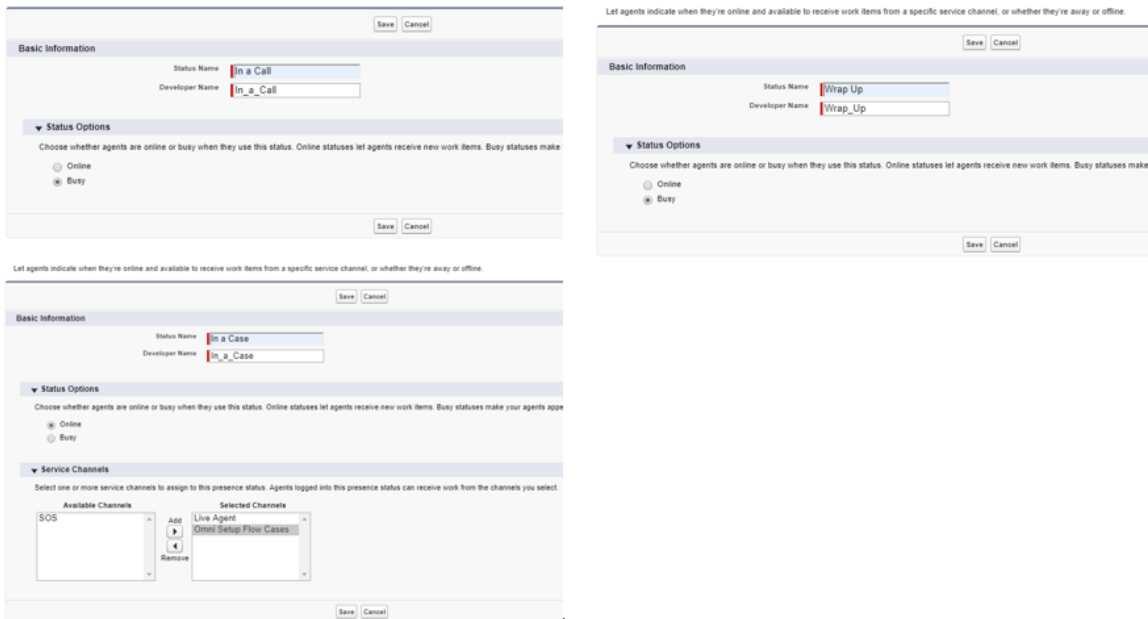 Save Cancel
Basic Information
Status Name In a Call
Developer Name In_a_Call
Status Options
Choose whether agents are online or busy when they use this status. Online statuses let agents receive new work items. Busy statuses make
Online
Busy
Save Cancel
Let agents indicate when they're online and available to receive work items from a specific service channel, or whether they're away or offline.
Save Cancel
Basic Information
Status Name Wrap Up
Developer Name Wrap_Up
Status Options
Choose whether agents are online or busy when they use this status. Online statuses let agents receive new work items. Busy statuses make
Online
Busy
Save Cancel
Let agents indicate when they're online and available to receive work items from a specific service channel, or whether they're away or offline.
Save Cancel
Basic Information
Status Name In a Case
Developer Name In_a_Case
Status Options
Choose whether agents are online or busy when they use this status. Online statuses let agents receive new work items. Busy statuses make your agents appe
Online
Busy
Service Channels
Select one or more service channels to assign to this presence status. Agents logged into this presence status can receive work from the channels you select.
Available Channels Selected Channels
SOS Add Live Agent
Omni Setup Flow Cases
Remove
Save Cancel